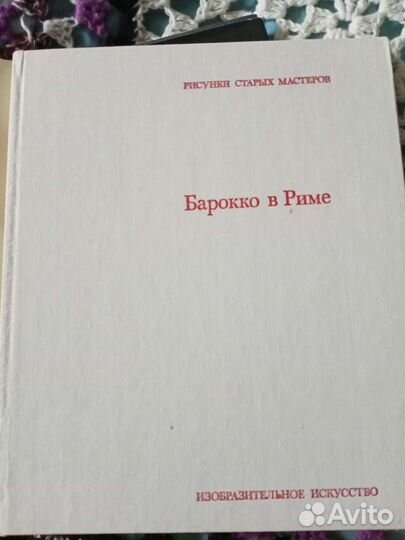 РИСУНКИ СТАРЫХ МАСТЕРОВ
Барокко в Риме
ИЗОБРАЗИТЕЛЬНОЕ ИСКУССТВО
Avito